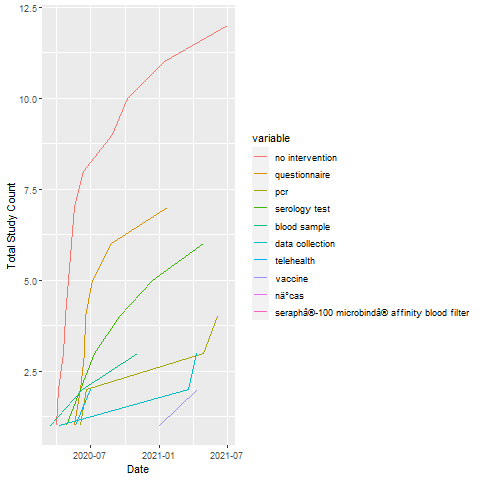 12.5
10.0
7.5
5.0
2.5
Total Study Count
2020-07
2021-01
2021-07
Date
variable
no intervention
questionnaire
pcr
serology test
blood sample
data collection
telehealth
vaccine
nä°cas
seraphâ®-100 microbindâ® affinity blood filter